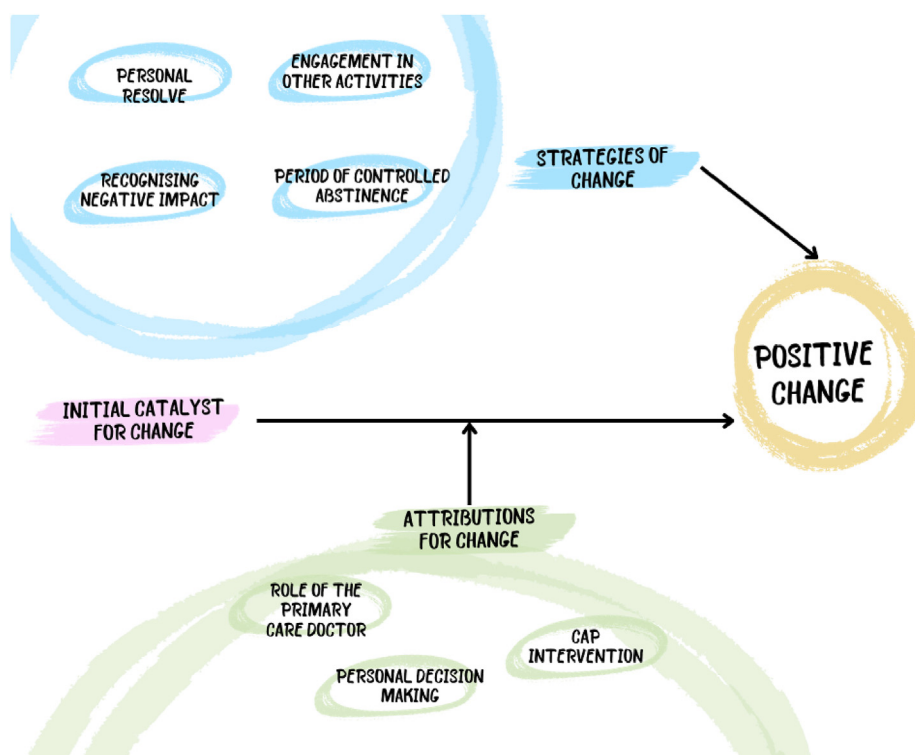 PERSONAL
RESOLVE
ENGAGEMENT IN
OTHER ACTIVITIES
RECOGNISING
NEGATIVE IMPACT
PERIOD OF CONTROLLED
ABSTINENCE
STRATEGIES OF
CHANGE
POSITIVE
CHANGE
INITIAL CATALYST
FOR CHANGE
ATTRIBUTIONS
FOR CHANGE
ROLE OF THE
PRIMARY
CARE DOCTOR
CAP
INTERVENTION
PERSONAL DECISION
MAKING